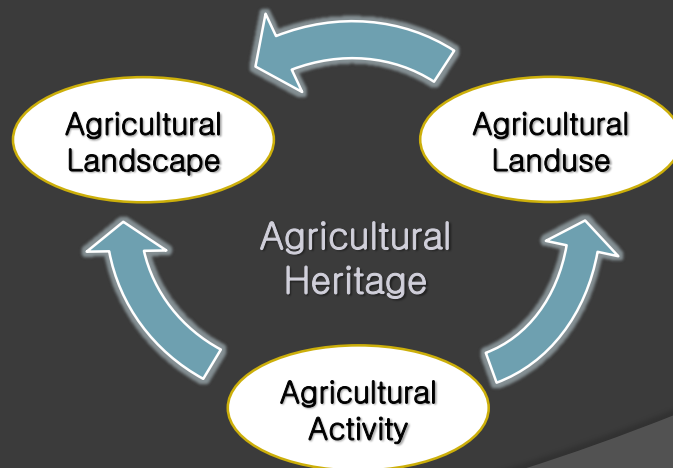 Agricultural
Landscape
Agricultural
Landuse
Agricultural
Heritage
Agricultural
Activity